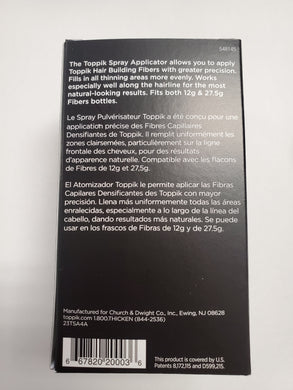 548145
The Toppik Spray Applicator allows you to apply
Toppik Hair Building Fibers with greater precision.
Fills in all thinning areas more evenly. Works
especially well along the hairline for the most
natural-looking results. Fits both 12g & 27.5g
Fibers bottles.
Le Spray Pulvérisateur Toppik a été conçu pour une
application précise des Fibres Capillaires
Densifiantes de Toppik. Il remplit uniformément les
zones clairsemées, particulièrement sur la ligne
frontale des cheveux, pour des résultats
d'apparence naturelle. Compatible avec les flacons
de Fibres de 12g et 27.5g.
El Atomizador Toppik le permite aplicar las Fibras
Capilares Densificantes de Toppik con mayor
precisión. Llena más uniformemente todas las áreas
enralecidas, especialmente a lo largo de la línea del
cabello, dando resultados más naturales. Se puede
usar en los frascos de Fibras de 12g y de 27.5g.
Manufactured for Church & Dwight Co., Inc., Ewing, NJ 08628
toppik.com 1.800.THICKEN (844-2536)
23TSA4A
6 67820 20003 6
This product is covered by U.S.
Patents 8,172,115 and D599,215.